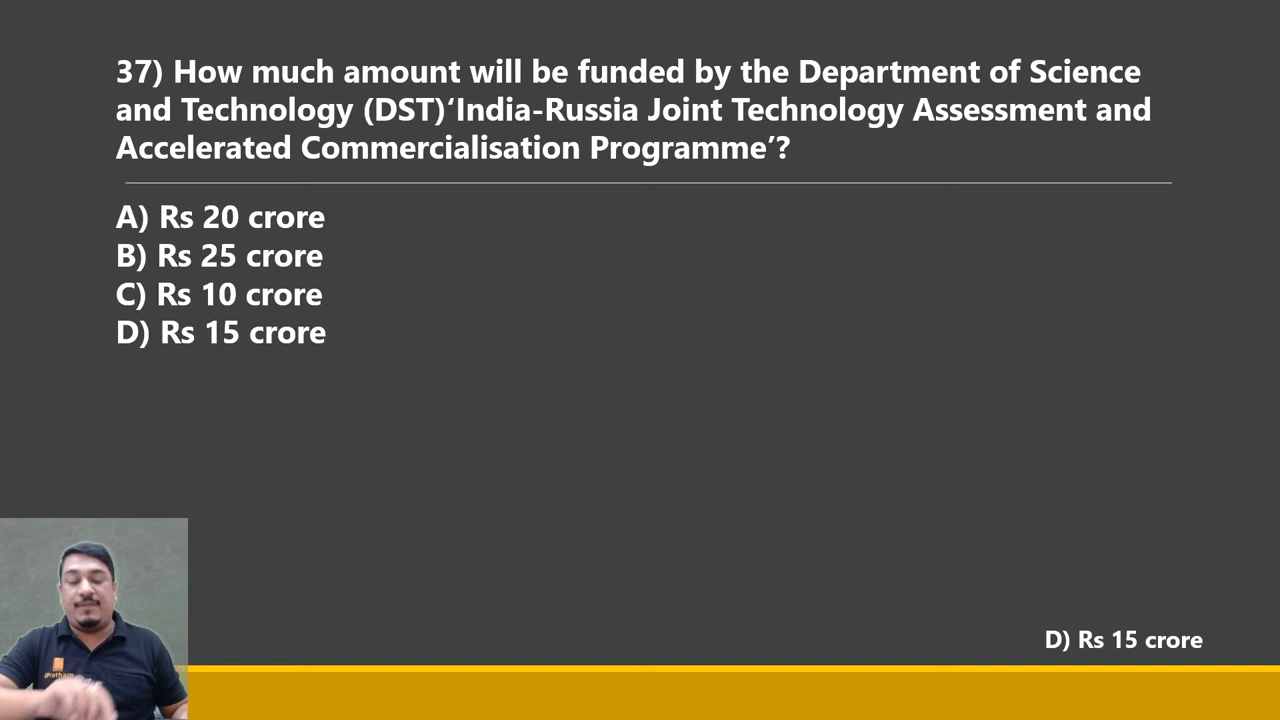 37) How much amount will be funded by the Department of Science
and Technology (DST)‘India-Russia Joint Technology Assessment and
Accelerated Commercialisation Programme’?
A) Rs 20 crore
B) Rs 25 crore
C) Rs 10 crore
D) Rs 15 crore
D) Rs 15 crore
Pratham